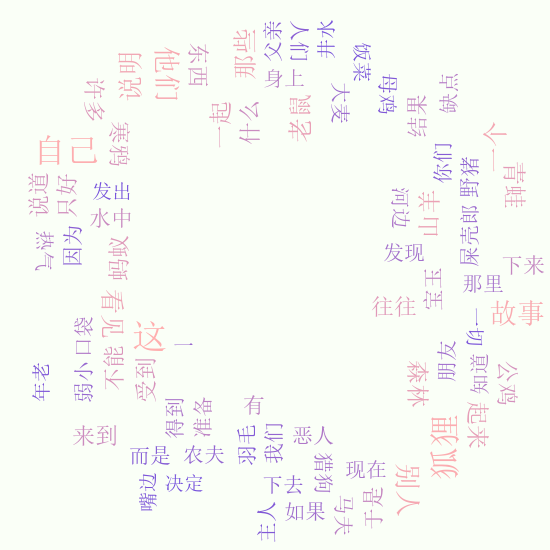 那些
父亲
人们
水井
他们
东西
说明
饭菜
身上
母鸡
许多
大麦
结果
缺点
一起
什么
老鼠
寒鸦
自己
你们
野猪
青蛙
说道
只好
发出
水中
河边
山羊
屎壳郎
热气
因为
蚂蚁
发现
那里
下来
宝玉
看见
往往
故事
口袋
这
一
一切
不能
弱小
年老
受到
朋友
知道
森林
公鸡
得到
准备
有
起来
来到
羽毛
我们
恶人
狐狸
而是
农夫
猎狗
现在
别人
嘴边
决定
下去
主人
如果
马夫
于是